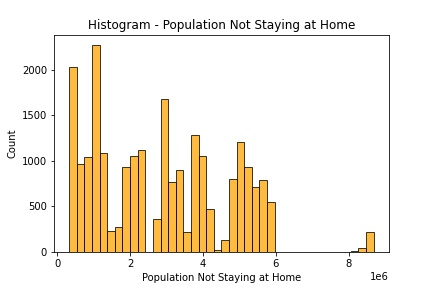 Histogram - Population Not Staying at Home
Count
2000
1500
1000
500
0
0 2 4 6 8
1e6
Population Not Staying at Home